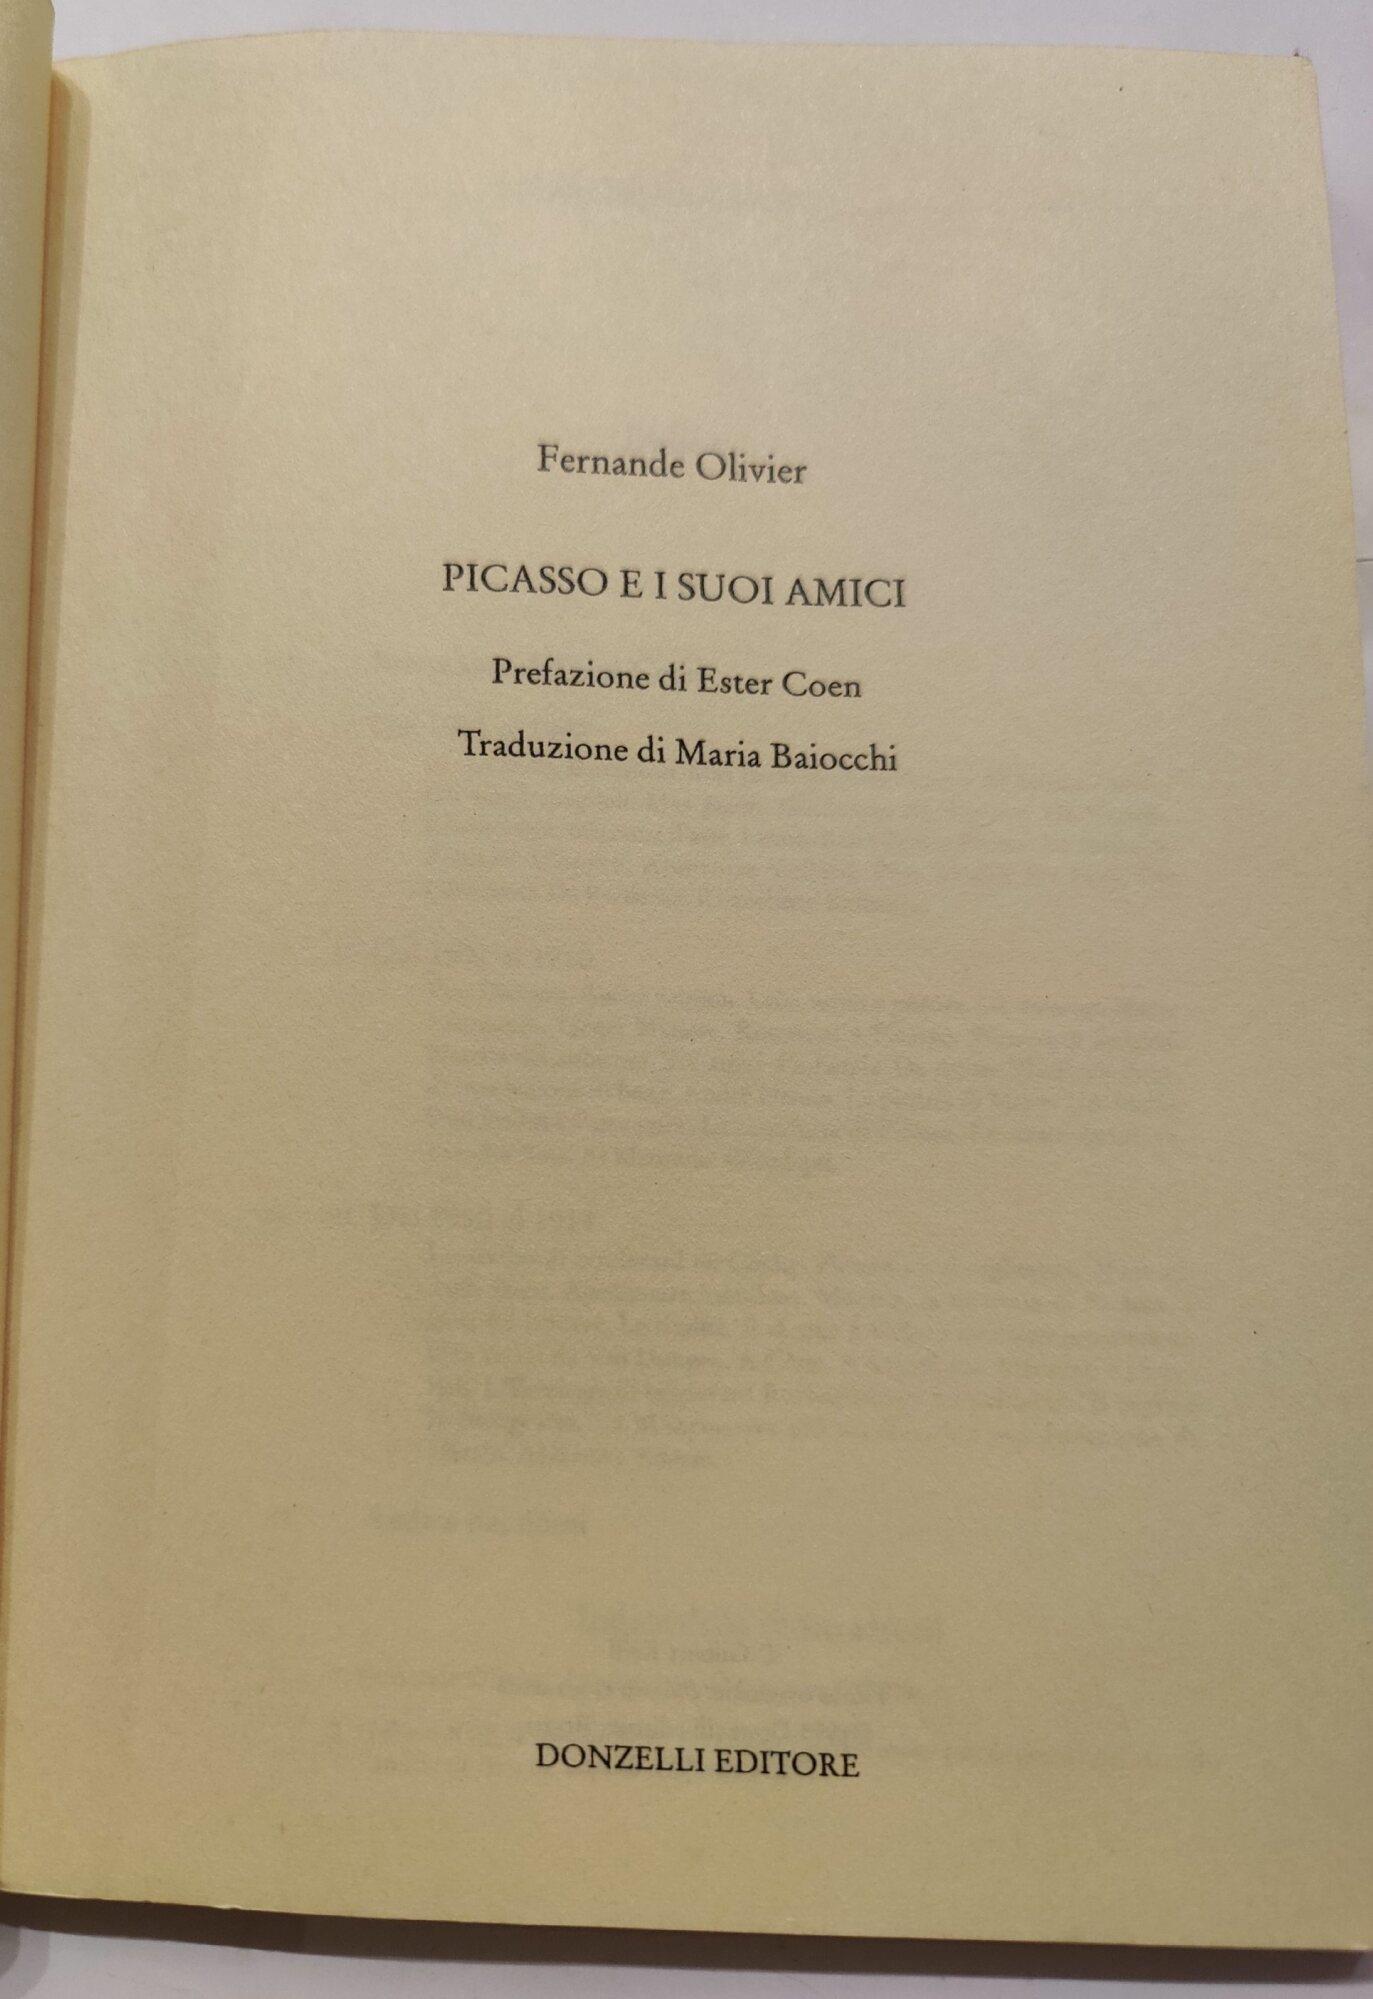 Fernande Olivier
PICASSO E I SUOI AMICI
Prefazione di Ester Coen
Traduzione di Maria Baiocchi
DONZELLI EDITORE